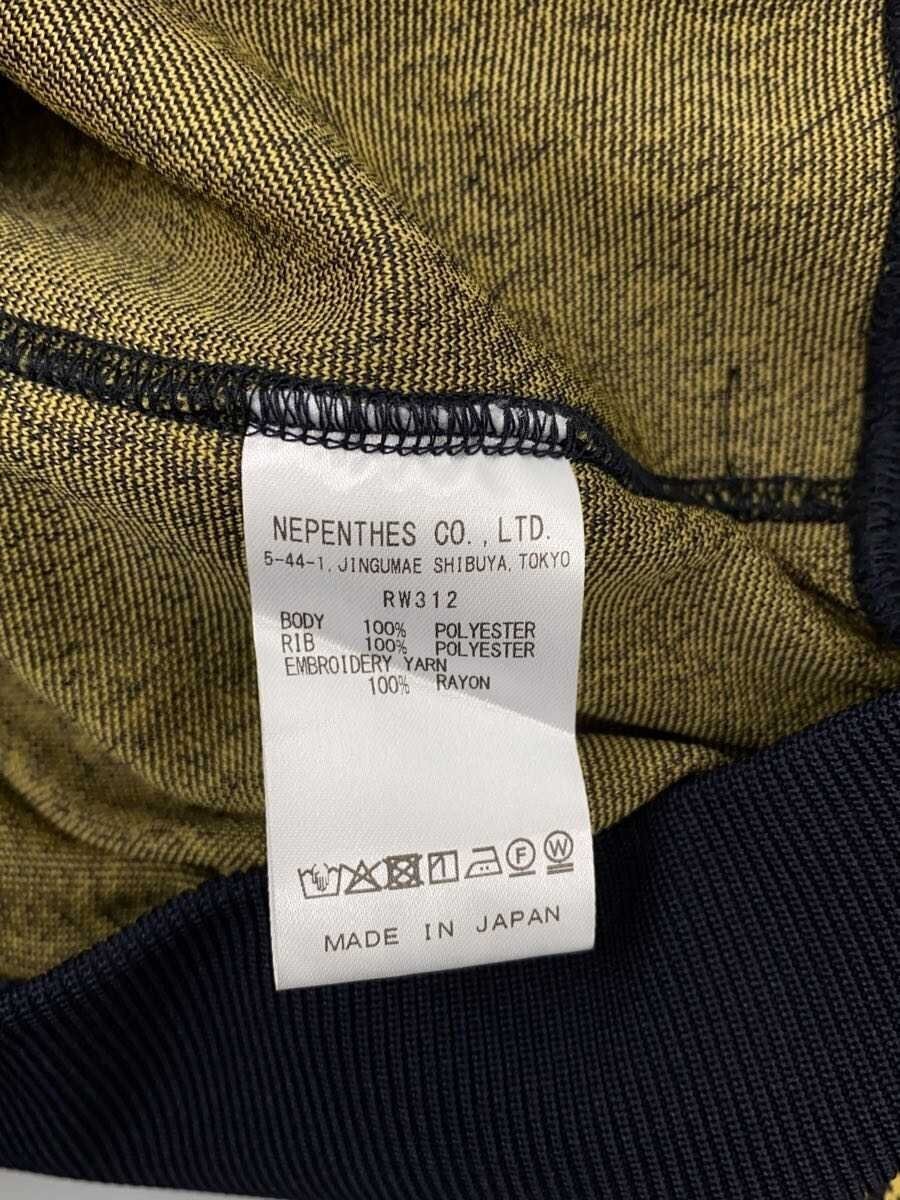 NEPENTHES CO., LTD.
5-44-1, JINGUMAE SHIBUYA, TOKYO
RW312
BODY 100% POLYESTER
RIB 100% POLYESTER
EMBROIDERY YARN
100% RAYON
F W
MADE IN JAPAN